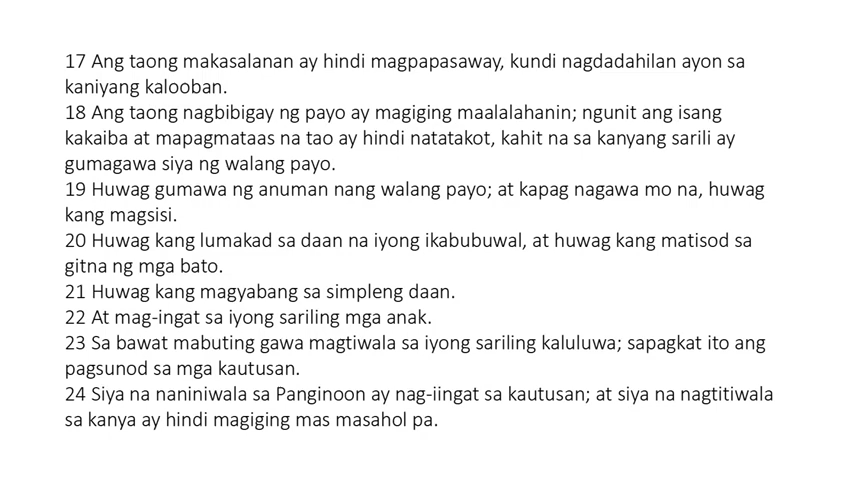 17 Ang taong makasalanan ay hindi magpapasaway, kundi nagdadahilan ayon sa
kaniyang kalooban.
18 Ang taong nagbibigay ng payo ay magiging maalalahanin; ngunit ang isang
kakaiba at mapagmataas na tao ay hindi natatakot, kahit na sa kanyang sarili ay
gumagawa siya ng walang payo.
19 Huwag gumawa ng anuman nang walang payo; at kapag nagawa mo na, huwag
kang magsisi.
20 Huwag kang lumakad sa daan na iyong ikabubuwal, at huwag kang matisod sa
gitna ng mga bato.
21 Huwag kang magyabang sa simpleng daan.
22 At mag-ingat sa iyong sariling mga anak.
23 Sa bawat mabuting gawa magtiwala sa iyong sariling kaluluwa; sapagkat ito ang
pagsunod sa mga kautusan.
24 Siya na naniniwala sa Panginoon ay nag-iingat sa kautusan; at siya na nagtitiwala
sa kanya ay hindi magiging mas masahol pa.